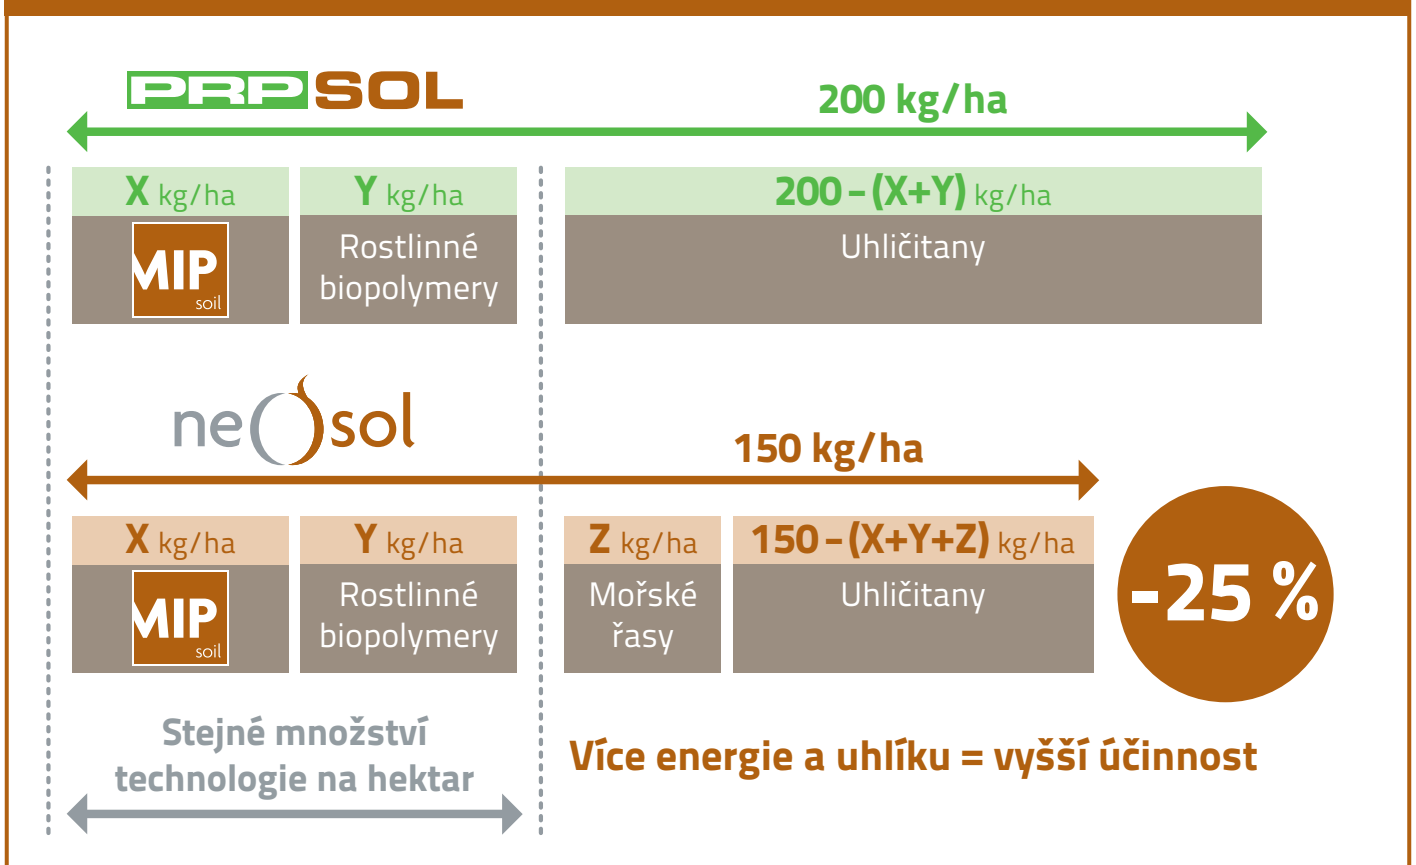 PRP SOL
200 kg/ha
X kg/ha
Y kg/ha
200-(X+Y) kg/ha
MIP
soil
Rostlinné
biopolymery
Uhličitany
neOsol
150 kg/ha
X kg/ha
Y kg/ha
Z kg/ha
150-(X+Y+Z) kg/ha
MIP
soil
Rostlinné
biopolymery
Mořské
řasy
Uhličitany
-25 %
Stejné množství
technologie na hektar
Více energie a uhlíku = vyšší účinnost